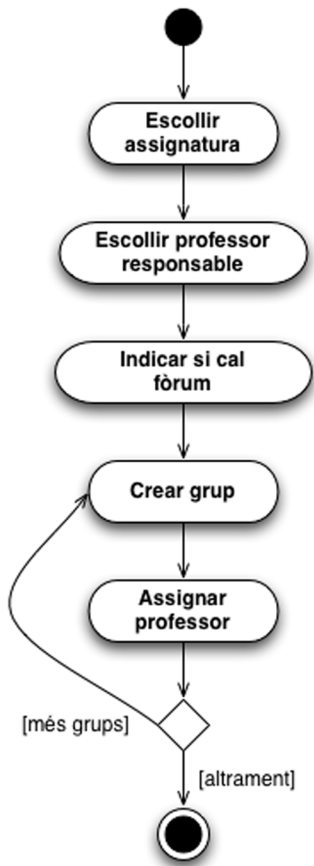 Escollir
assignatura
Escollir professor
responsable
Indicar si cal
fòrum
Crear grup
Assignar
professor
[més grups]
[altrament]